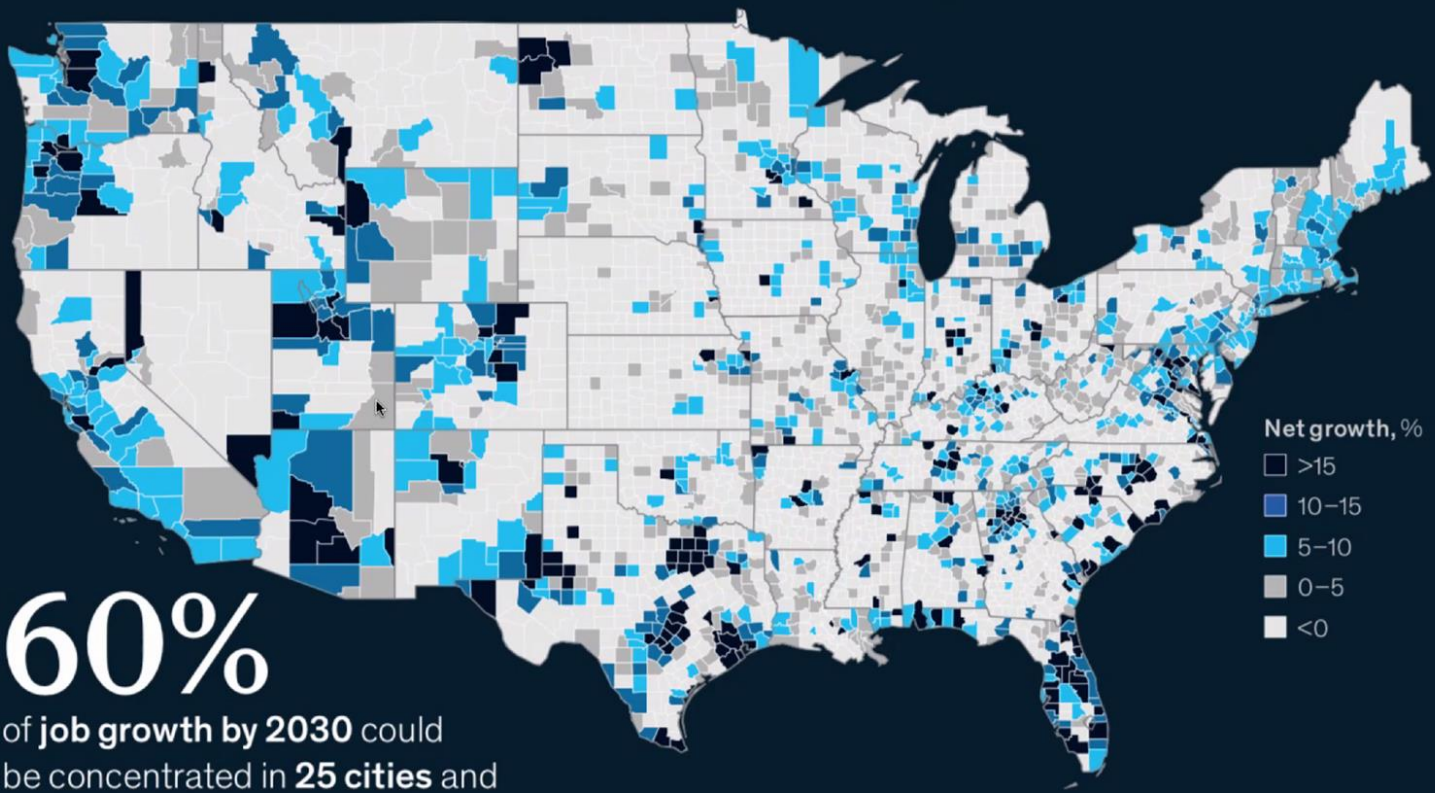 Net growth, %
>15
10–15
5–10
0–5
<0
60%
of job growth by 2030 could
be concentrated in 25 cities and